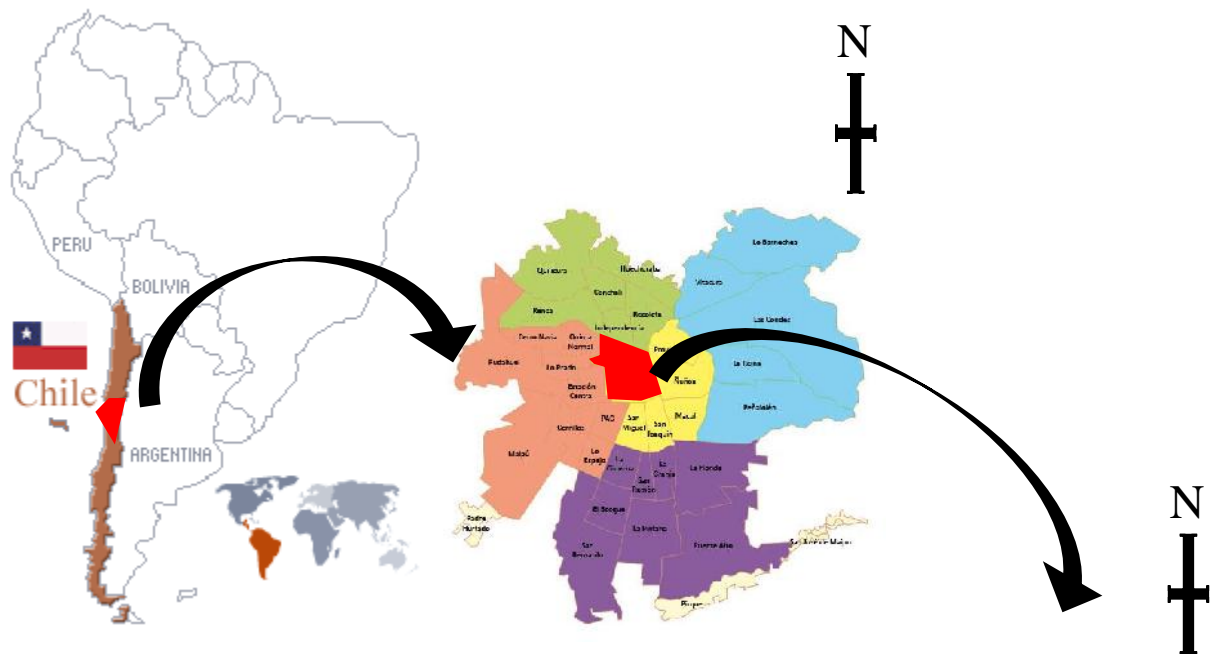 N
PERU
BOLIVIA
Chile
ARGENTINA
Lo Barnechea
Quilicura
Huechuraba
Vitacura
Conchalí
Renca
Recoleta
Las Condes
Independencia
Cerro Navia
Quinta
Normal
Pudahuel
Lo Prado
La Reina
Ñuñoa
Estación
Central
Peñalolén
PAC
San
Miguel
San
Joaquín
Macul
Cerrillos
Maipú
Lo
Espejo
La
Cisterna
La
Granja
La Florida
San
Ramón
El Bosque
Padre
Hurtado
La Pintana
San
Bernardo
Puente Alto
San José de Maipo
Pirque
N